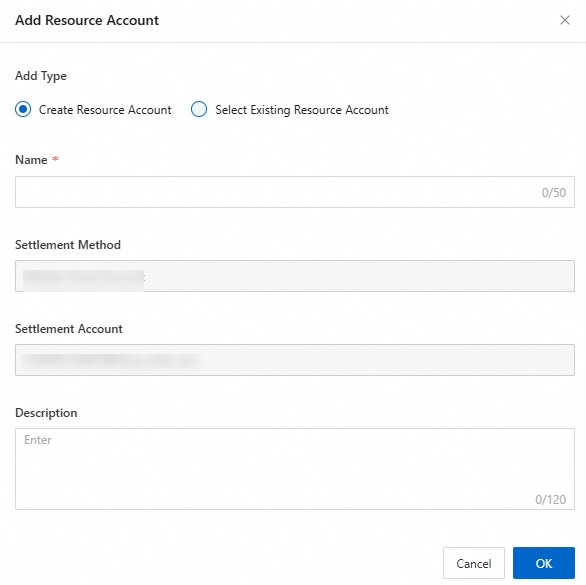 Add Resource Account
Add Type
Create Resource Account
Select Existing Resource Account
Name *
0/50
Settlement Method
Settlement Account
Description
Enter
0/120
Cancel
OK